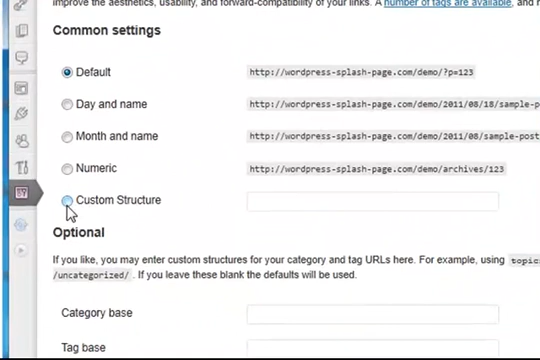 improve the aesthetics, usability, and forward-compatibility of your links. A number of tags are available, and
Common settings
Default http://wordpress-splash-page.com/demo/?p=123
Day and name http://wordpress-splash-page.com/demo/2011/08/18/sample-p
Month and name http://wordpress-splash-page.com/demo/2011/08/sample-post
Numeric http://wordpress-splash-page.com/demo/archives/123
Custom Structure
Optional
If you like, you may enter custom structures for your category and tag URLs here. For example, using topic
/uncategorized/ . If you leave these blank the defaults will be used.
Category base
Tag base